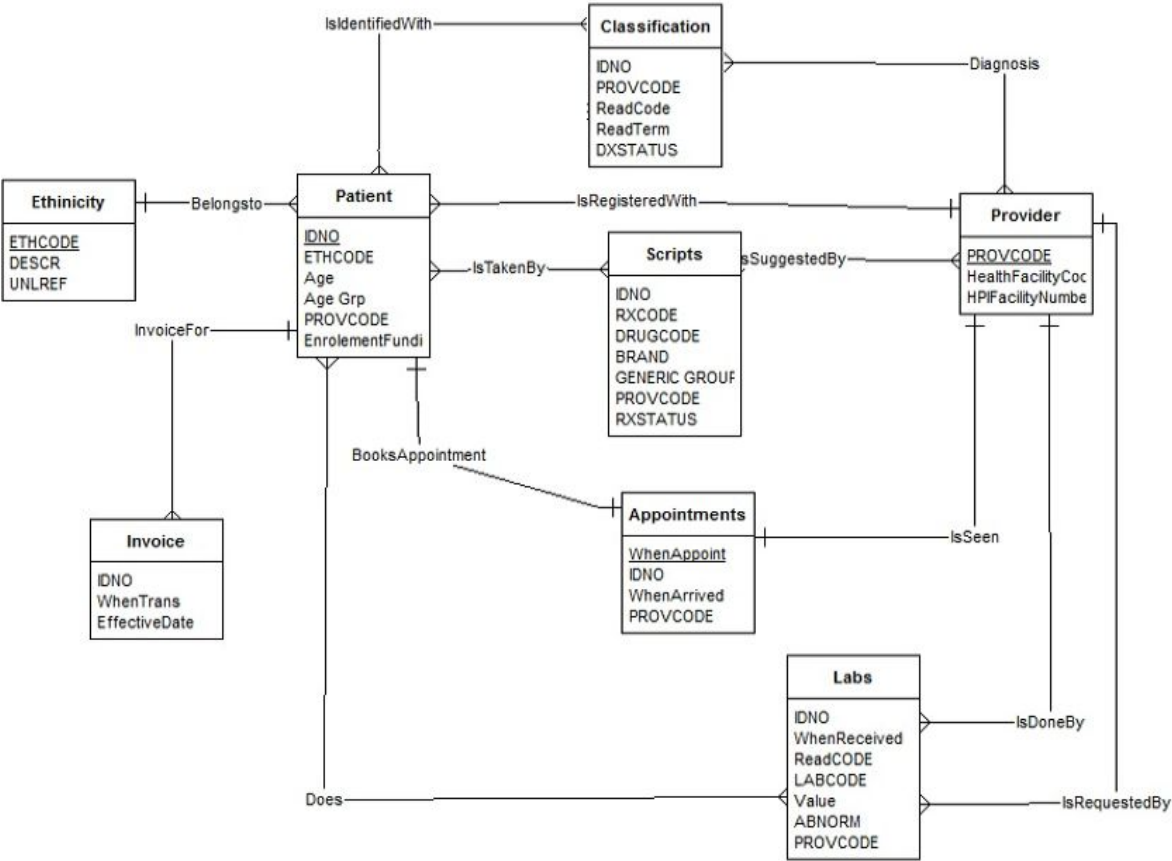 IsIdentifiedWith
Classification
IDNO
PROVCODE
ReadCode
ReadTerm
DXSTATUS
Diagnosis
Ethinicity
ETHCODE
DESCR
UNLREF
Belongsto
Patient
IDNO
ETHCODE
Age
Age Grp
PROVCODE
EnrolementFundi
IsRegisteredWith
Provider
PROVCODE
HealthFacilityCoc
HPIFacilityNumbe
IsTakenBy
Scripts
IDNO
RXCODE
DRUGCODE
BRAND
GENERIC GROUF
PROVCODE
RXSTATUS
sSuggestedBy
InvoiceFor
BooksAppointment
Invoice
IDNO
WhenTrans
EffectiveDate
Appointments
WhenAppoint
IDNO
WhenArrived
PROVCODE
IsSeen
Labs
IDNO
WhenReceived
ReadCODE
LABCODE
Value
ABNORM
PROVCODE
IsDoneBy
Does
IsRequestedBy